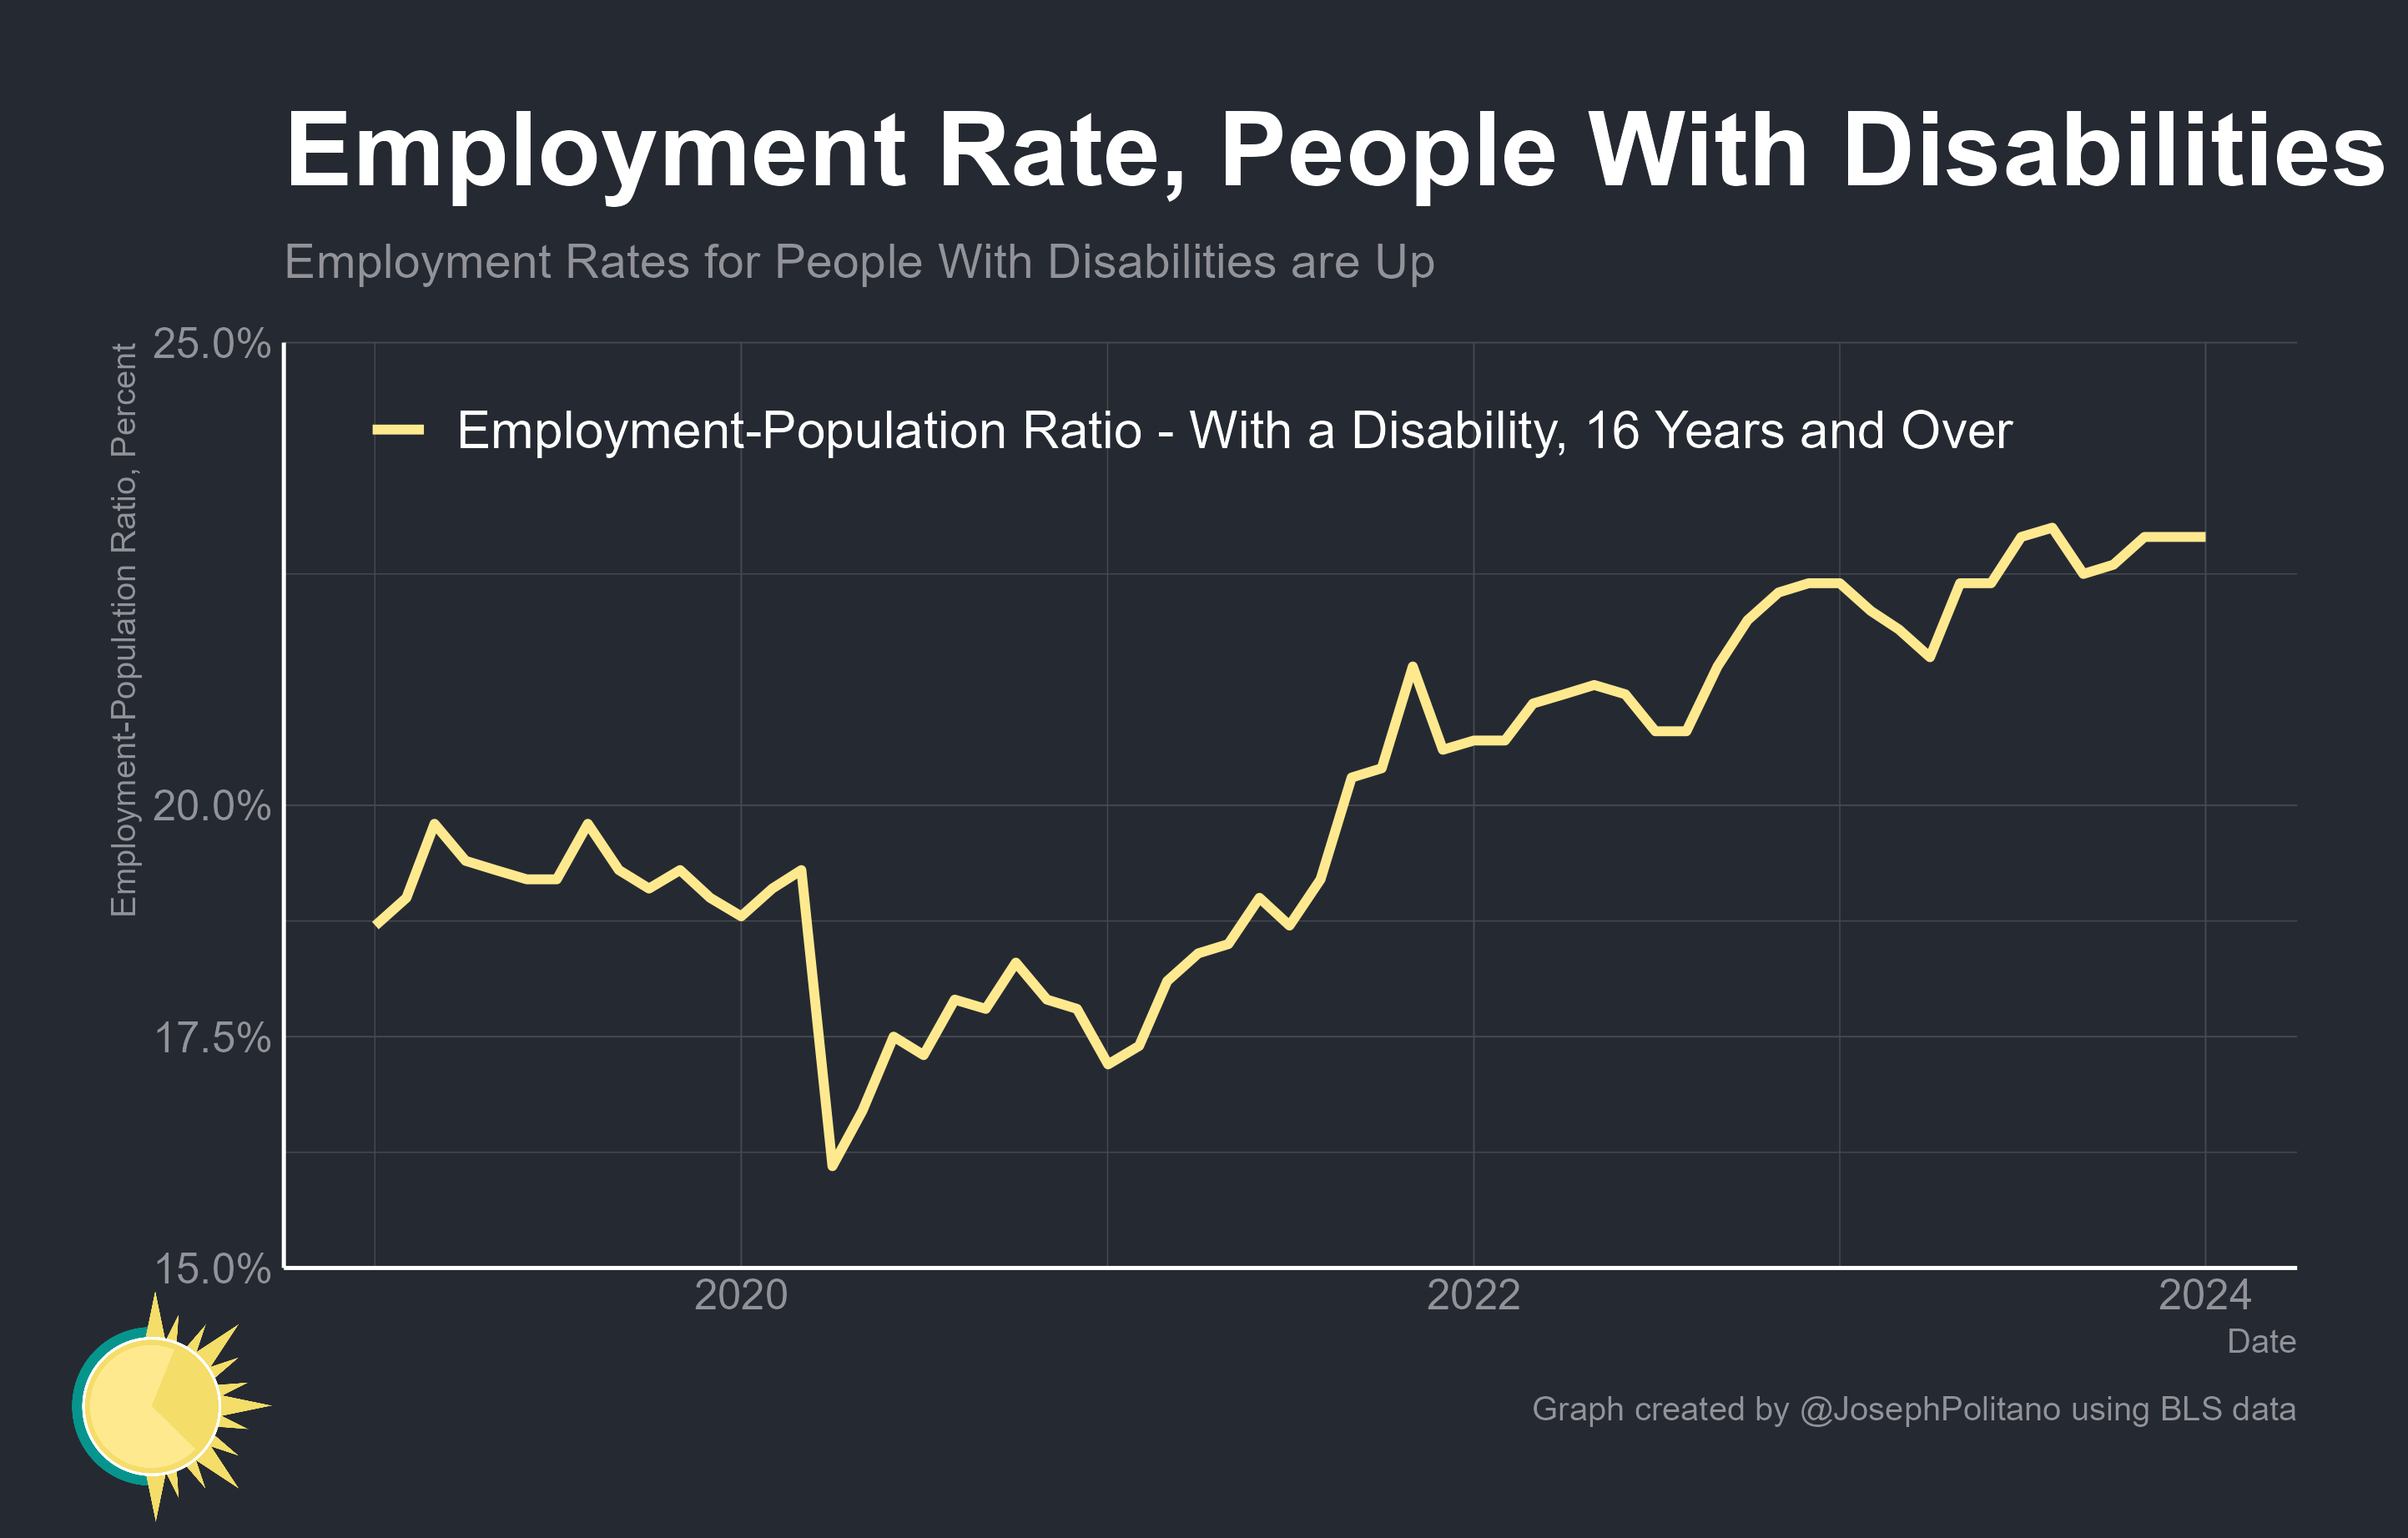 Employment Rate, People With Disabilities
Employment Rates for People With Disabilities are Up
Employment-Population Ratio, Percent
25.0%
Employment-Population Ratio - With a Disability, 16 Years and Over
20.0%
17.5%
15.0%
2020
2022
2024
Date
Graph created by @JosephPolitano using BLS data